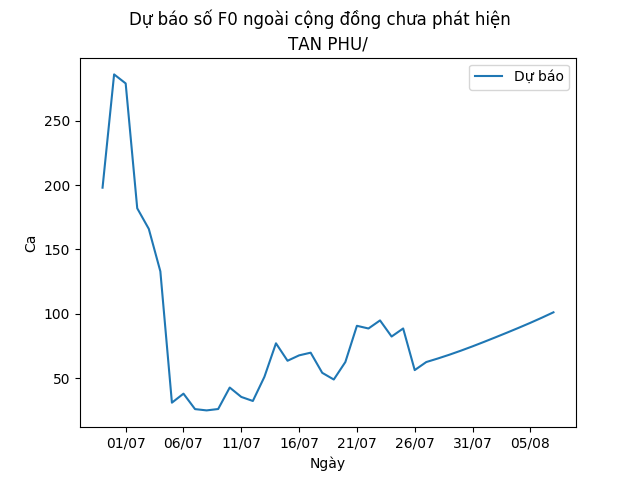 Dự báo số F0 ngoài cộng đồng chưa phát hiện
TAN PHU/
Dự báo
250
200
150
100
50
Ca
01/07 06/07 11/07 16/07 21/07 26/07 31/07 05/08
Ngày